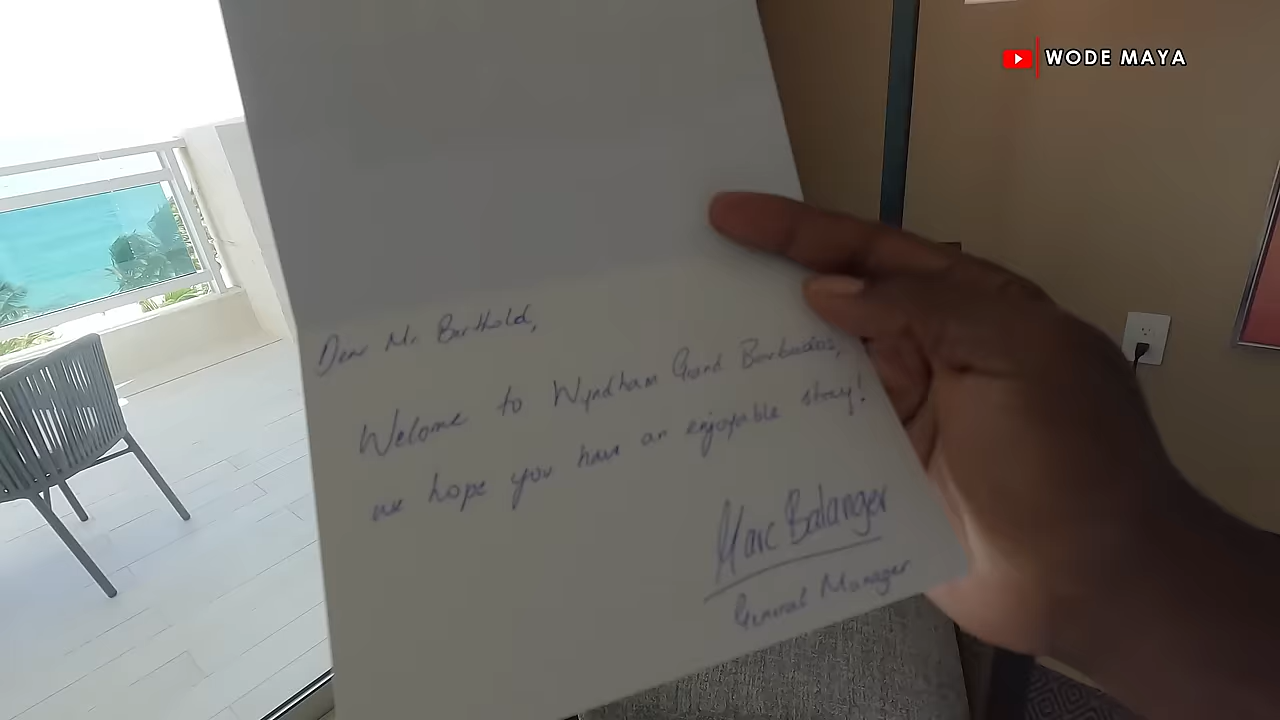 WODE MAYA
Dear Mr. Berthold,
Welcome to Wyndham Grand Barbados,
we hope you have an enjoyable stay!
Marc Balanger
General Manager